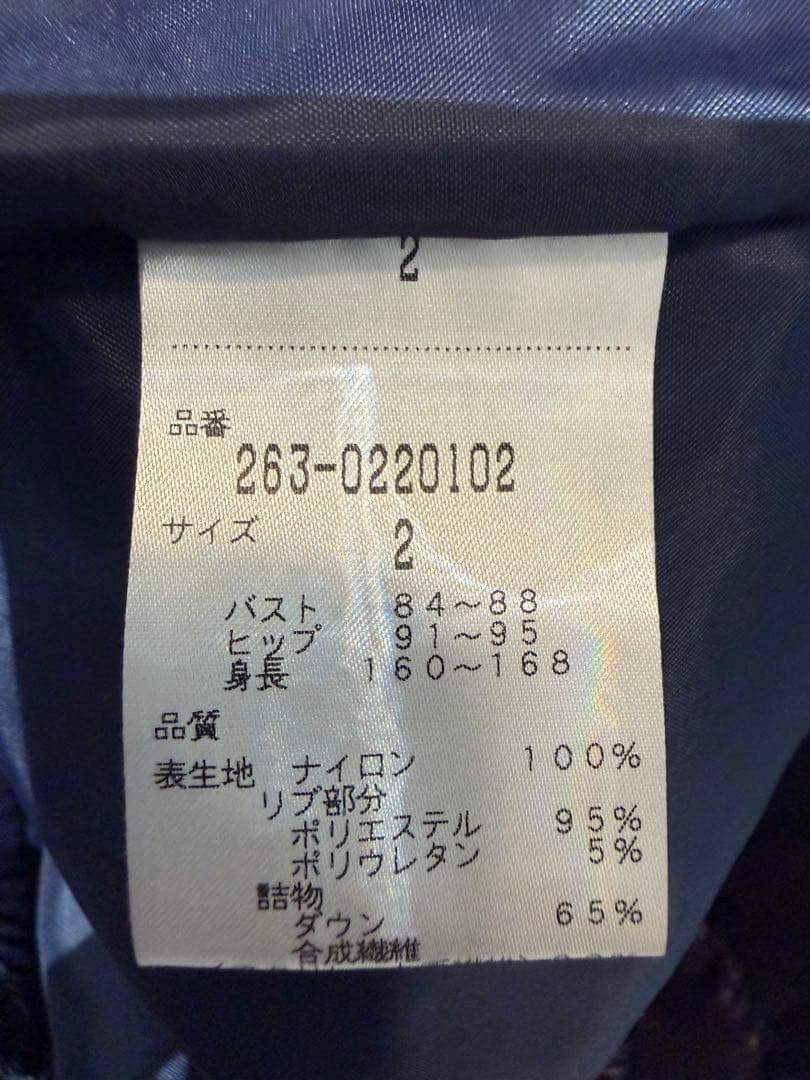 2
品番
263-0220102
サイズ 2
バスト 84～88
ヒップ 91～95
身長 160～168
品質
表生地 ナイロン 100%
リブ部分
ポリエステル 95%
ポリウレタン 5%
詰物
ダウン 65%
合成繊維